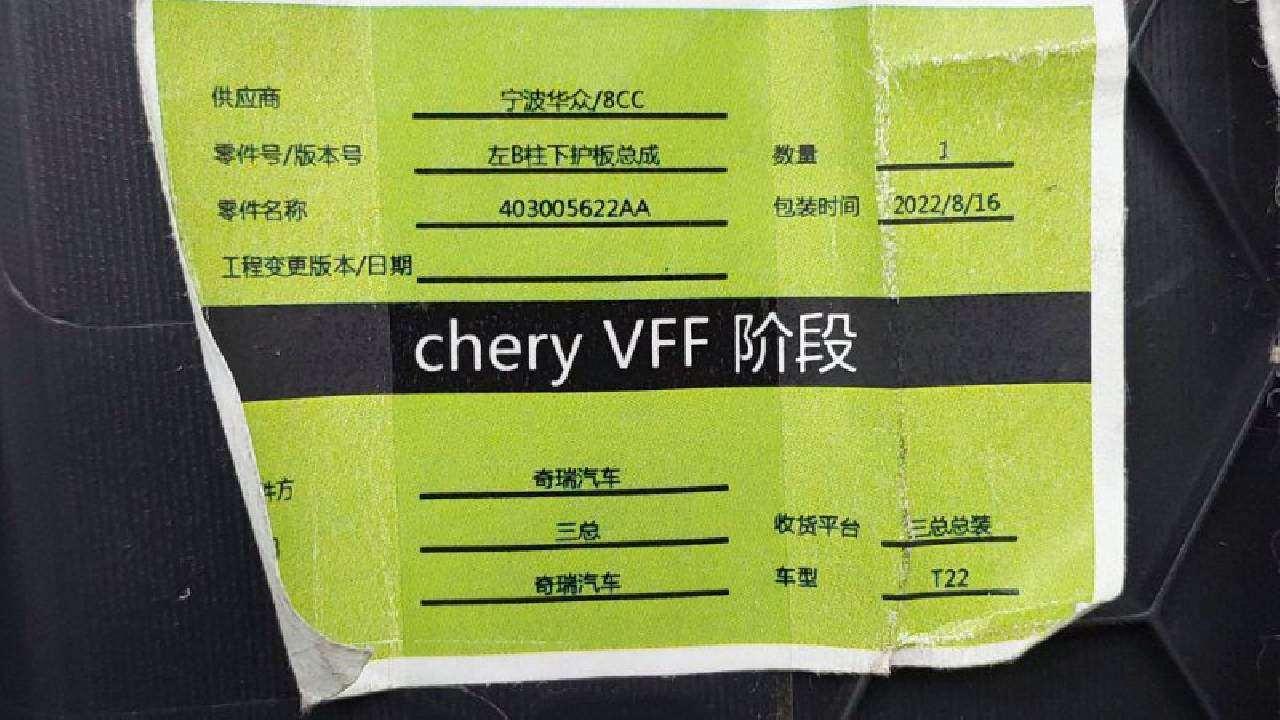 供应商 宁波华众/8CC
零件号/版本号 左B柱下护板总成 数量 1
零件名称 403005622AA 包装时间 2022/8/16
工程变更版本/日期
chery VFF 阶段
件方 奇瑞汽车
三总 收货平台 三总总装
奇瑞汽车 车型 T22